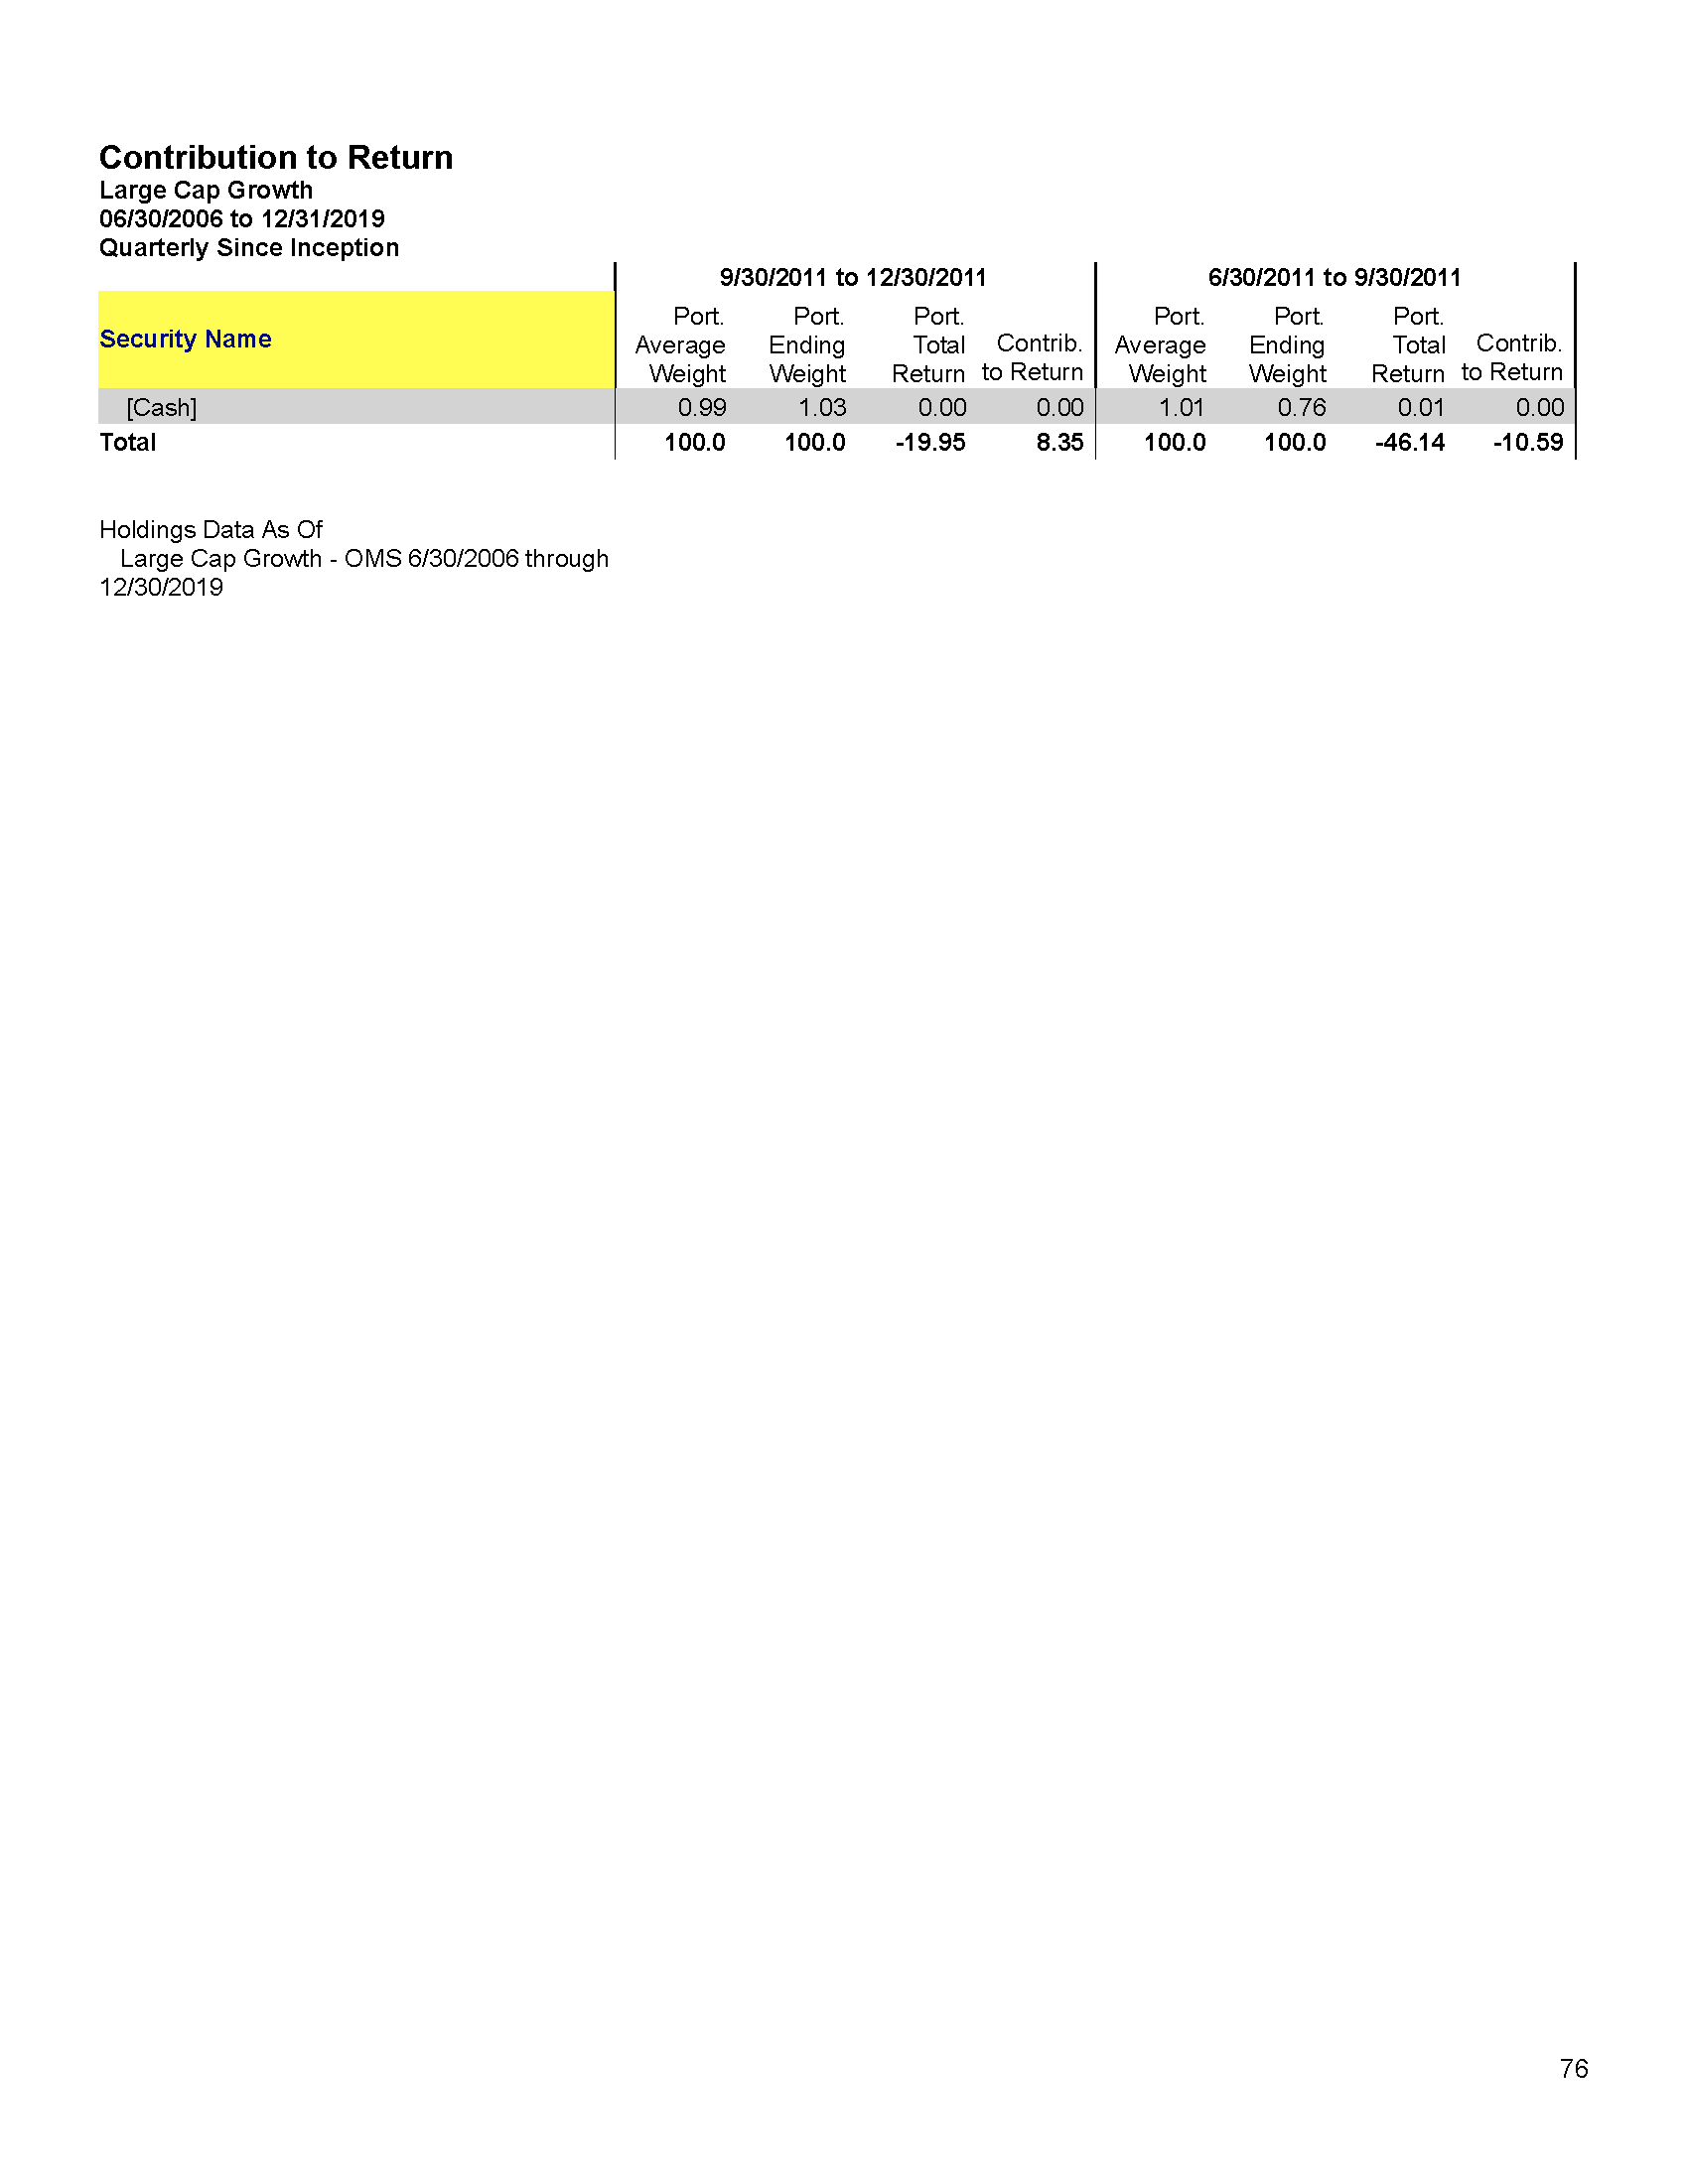 Contribution to Return
Large Cap Growth
06/30/2006 to 12/31/2019
Quarterly Since Inception
9/30/2011 to 12/30/2011 6/30/2011 to 9/30/2011
Security Name Port. Average Weight Port. Ending Weight Port. Total Return Contrib. to Return Port. Average Weight Port. Ending Weight Port. Total Return Contrib. to Return
[Cash] 0.99 1.03 0.00 0.00 1.01 0.76 0.01 0.00
Total 100.0 100.0 -19.95 8.35 100.0 100.0 -46.14 -10.59
Holdings Data As Of
Large Cap Growth - OMS 6/30/2006 through
12/30/2019
76